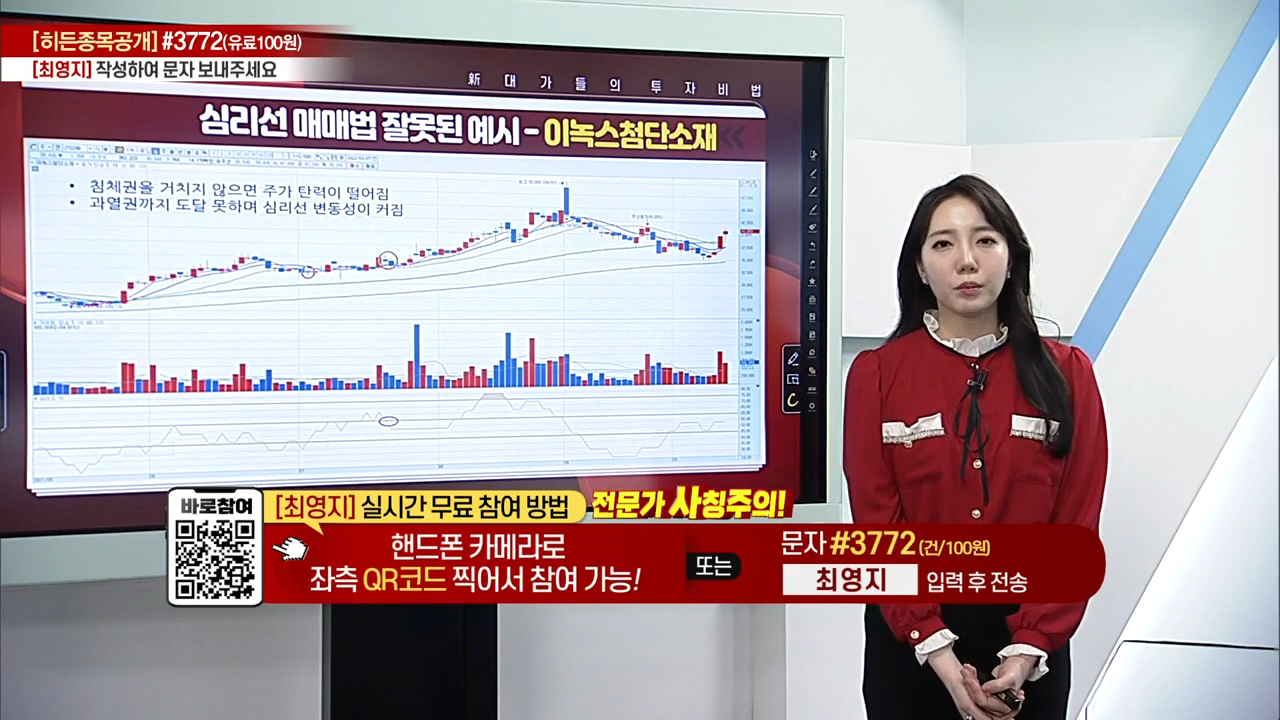 [히든종목공개] #3772(유료100원)
[최영지] 작성하여 문자 보내주세요
新 대가들의 투자비법
심리선 매매법 잘못된 예시 - 이녹스첨단소재
• 침체권을 거치지 않으면 주가 탄력이 떨어짐
• 과열권까지 도달 못하며 심리선 변동성이 커짐
바로참여
[최영지] 실시간 무료 참여 방법
전문가 사칭주의!
핸드폰 카메라로
좌측 QR코드 찍어서 참여 가능!
또는
문자 #3772 (건/100원)
최영지 입력 후 전송